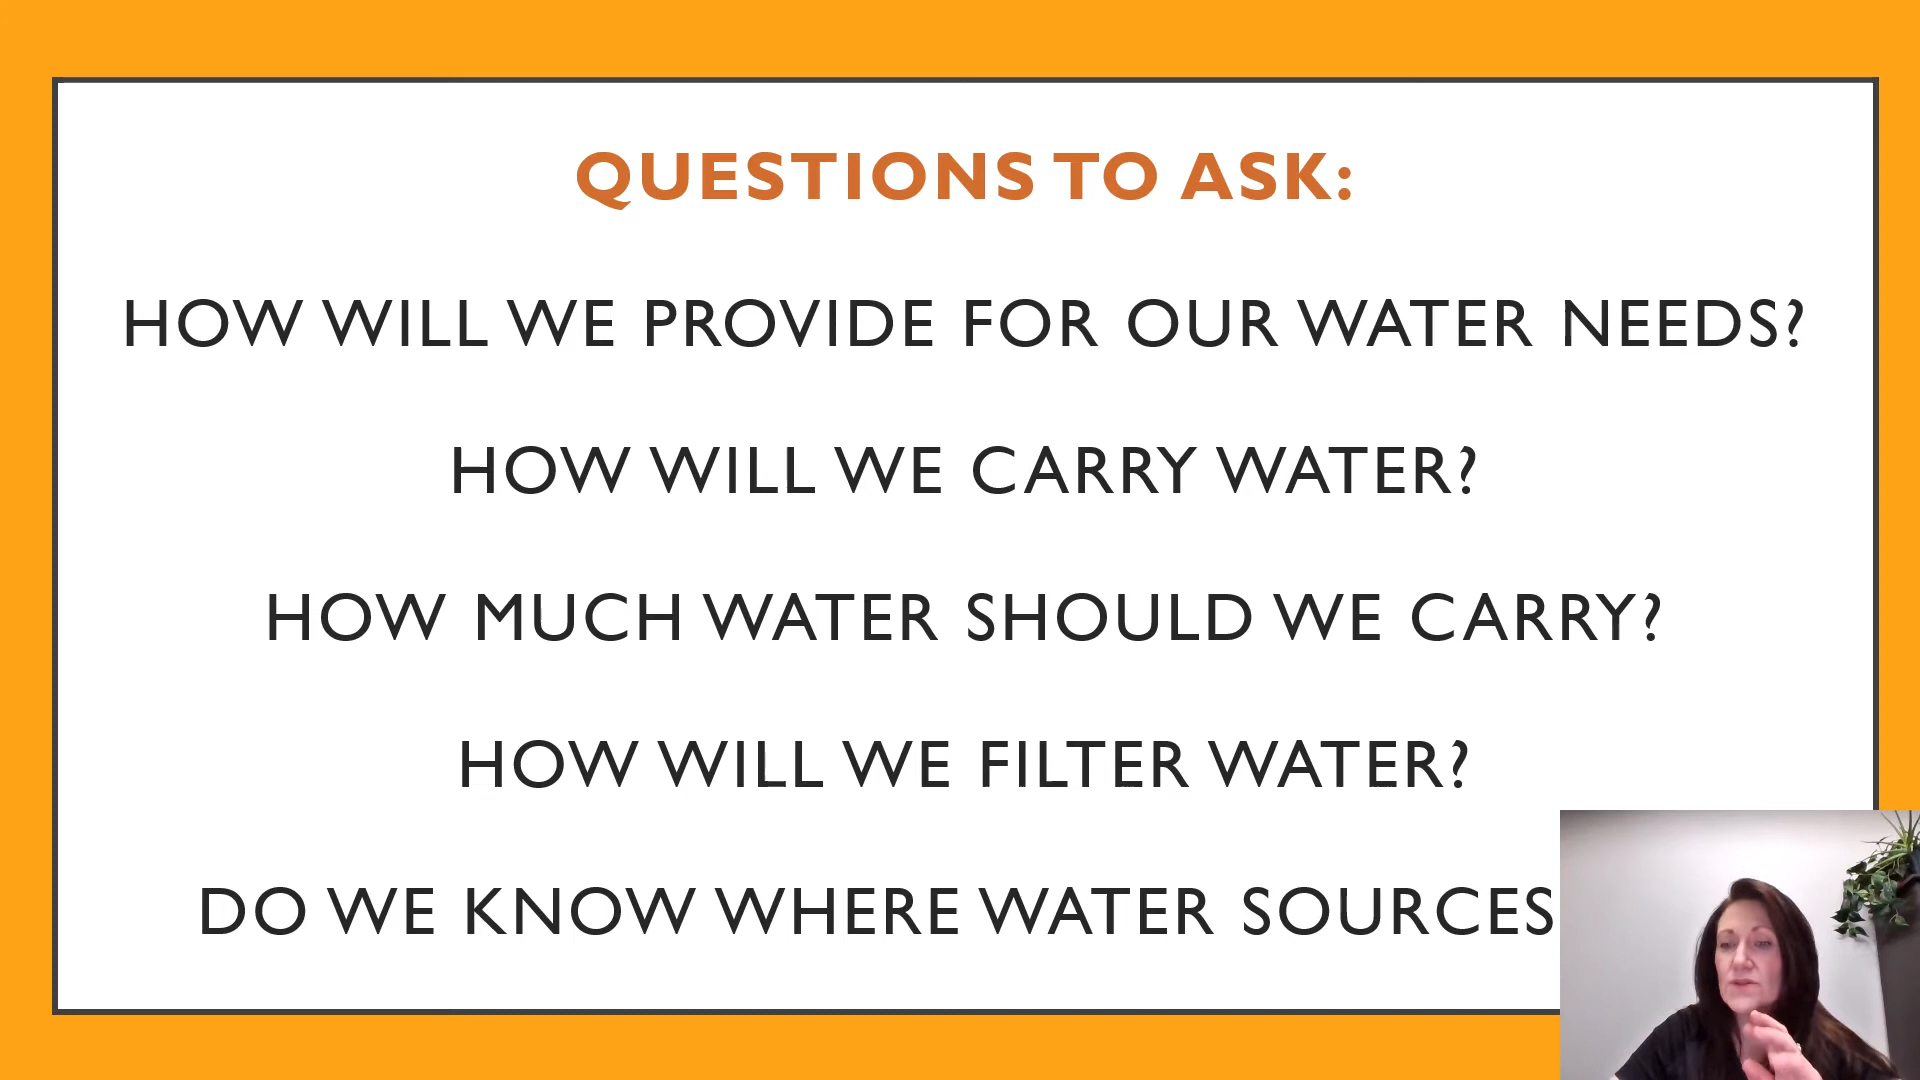 QUESTIONS TO ASK:
HOW WILL WE PROVIDE FOR OUR WATER NEEDS?
HOW WILL WE CARRY WATER?
HOW MUCH WATER SHOULD WE CARRY?
HOW WILL WE FILTER WATER?
DO WE KNOW WHERE WATER SOURCES